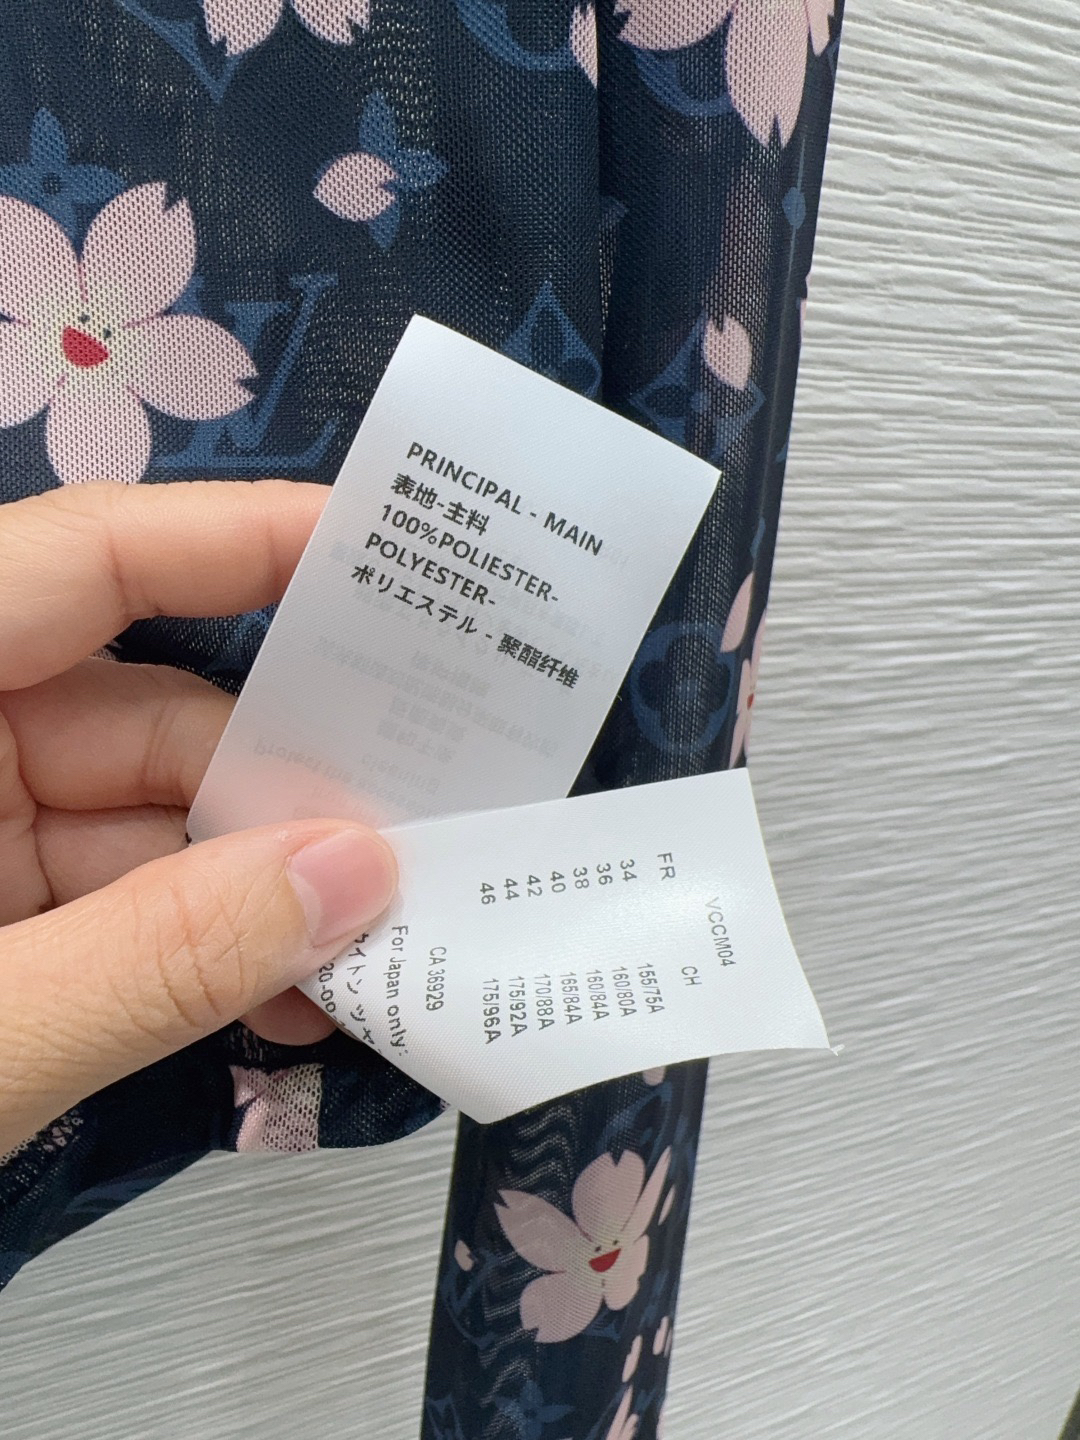 PRINCIPAL - MAIN
表地-主料
100%POLIESTER-
POLYESTER-
ポリエステル - 聚酯纤维
VCCM04
FR CH
34 155/75A
36 160/80A
38 160/84A
40 165/84A
42 170/88A
44 175/92A
46 175/96A
CA 36929
For Japan only:
LV